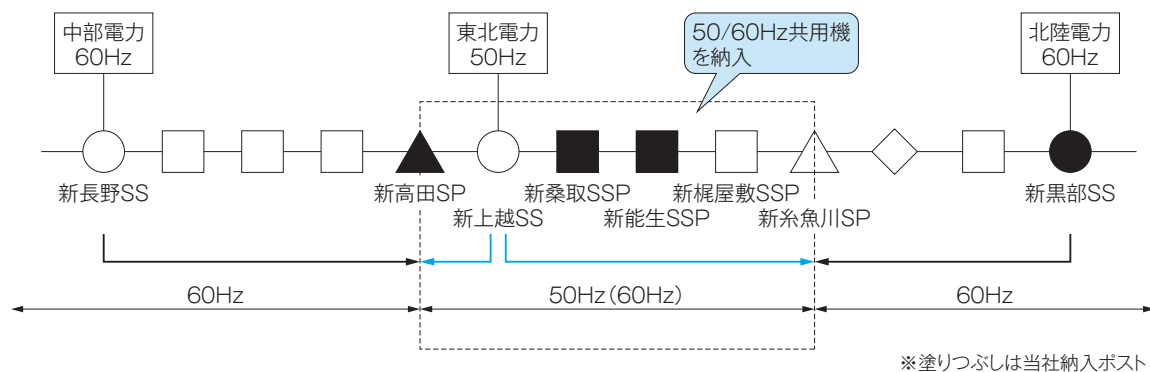 中部電力
60Hz
東北電力
50Hz
50/60Hz共用機
を納入
北陸電力
60Hz
新長野SS
新高田SP
新上越SS
新桑取SSP
新能生SSP
新梶屋敷SSP
新糸魚川SP
新黒部SS
60Hz
50Hz(60Hz)
60Hz
※塗りつぶしは当社納入ポスト